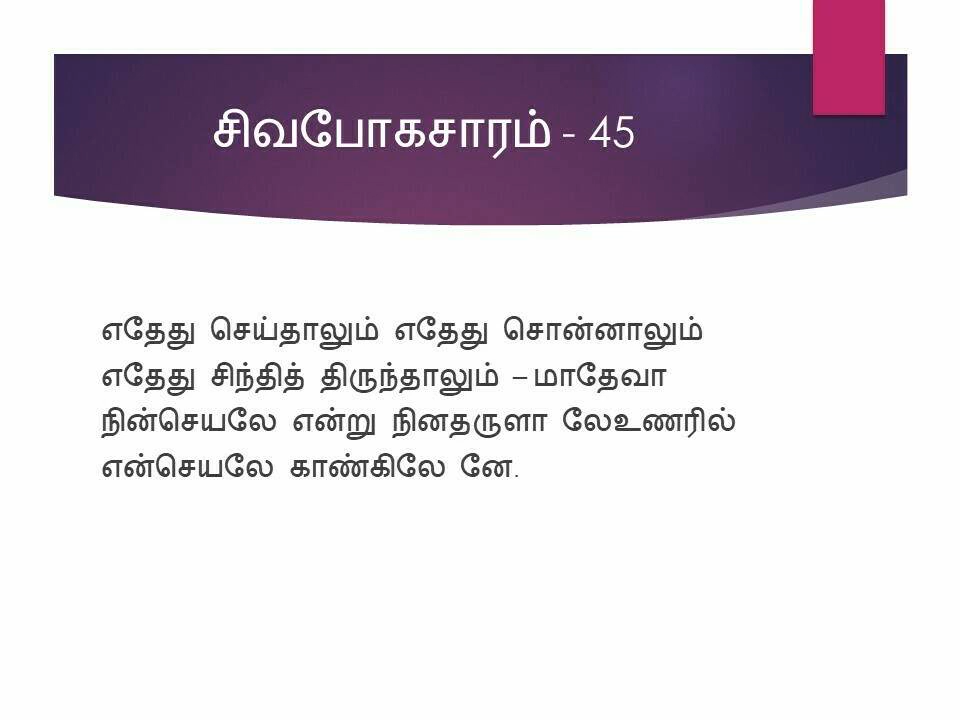 சிவபோகசாரம் - 45
எதேது செய்தாலும் எதேது சொன்னாலும்
எதேது சிந்தித் திருந்தாலும் – மாதேவா
நின்செயலே என்று நினதருளா லேஉணரில்
என்செயலே காண்கிலே னே.